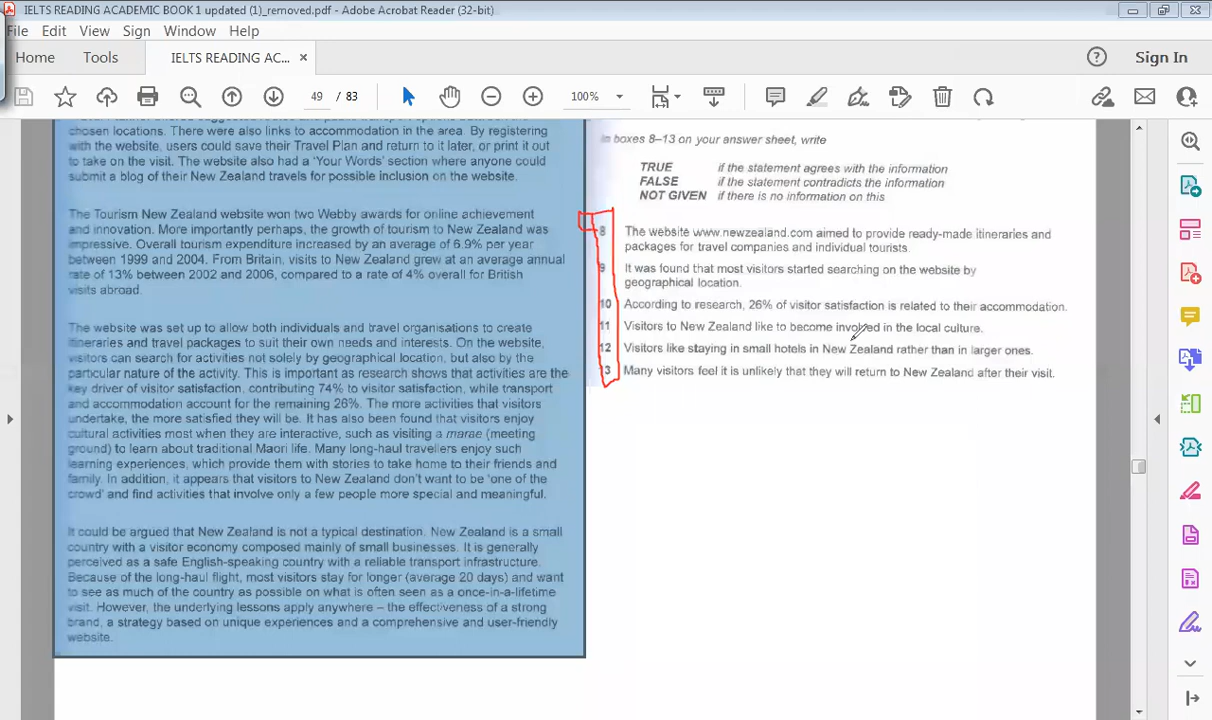 IELTS READING ACADEMIC BOOK 1 updated (1)_removed.pdf - Adobe Acrobat Reader (32-bit)
File Edit View Sign Window Help
Home Tools IELTS READING AC... × Sign In
49 / 83 100%
chosen locations. There were also links to accommodation in the area. By registering
with the website, users could save their Travel Plan and return to it later, or print it out
to take on the visit. The website also had a 'Your Words' section where anyone could
submit a blog of their New Zealand travels for possible inclusion on the website.
The Tourism New Zealand website won two Webby awards for online achievement
and innovation. More importantly perhaps, the growth of tourism to New Zealand was
impressive. Overall tourism expenditure increased by an average of 6.9% per year
between 1999 and 2004. From Britain, visits to New Zealand grew at an average annual
rate of 13% between 2002 and 2006, compared to a rate of 4% overall for British
visits abroad.
The website was set up to allow both individuals and travel organisations to create
itineraries and travel packages to suit their own needs and interests. On the website,
visitors can search for activities not solely by geographical location, but also by the
particular nature of the activity. This is important as research shows that activities are the
key driver of visitor satisfaction, contributing 74% to visitor satisfaction, while transport
and accommodation account for the remaining 26%. The more activities that visitors
undertake, the more satisfied they will be. It has also been found that visitors enjoy
cultural activities most when they are interactive, such as visiting a marae (meeting
ground) to learn about traditional Maori life. Many long-haul travellers enjoy such
learning experiences, which provide them with stories to take home to their friends and
family. In addition, it appears that visitors to New Zealand don't want to be 'one of the
crowd' and find activities that involve only a few people more special and meaningful.
It could be argued that New Zealand is not a typical destination. New Zealand is a small
country with a visitor economy composed mainly of small businesses. It is generally
perceived as a safe English-speaking country with a reliable transport infrastructure.
Because of the long-haul flight, most visitors stay for longer (average 20 days) and want
to see as much of the country as possible on what is often seen as a once-in-a-lifetime
visit. However, the underlying lessons apply anywhere – the effectiveness of a strong
brand, a strategy based on unique experiences and a comprehensive and user-friendly
website.
In boxes 8–13 on your answer sheet, write
TRUE if the statement agrees with the information
FALSE if the statement contradicts the information
NOT GIVEN if there is no information on this
8 The website www.newzealand.com aimed to provide ready-made itineraries and
packages for travel companies and individual tourists.
9 It was found that most visitors started searching on the website by
geographical location.
10 According to research, 26% of visitor satisfaction is related to their accommodation.
11 Visitors to New Zealand like to become involved in the local culture.
12 Visitors like staying in small hotels in New Zealand rather than in larger ones.
3 Many visitors feel it is unlikely that they will return to New Zealand after their visit.